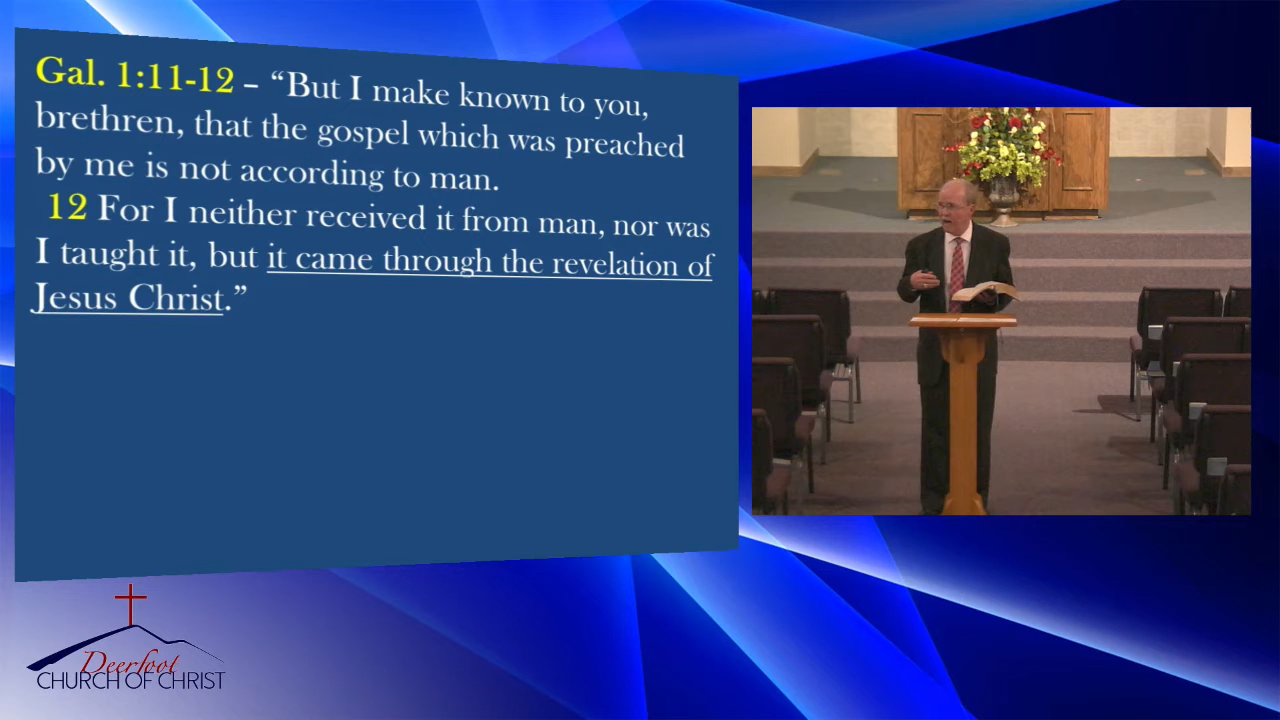 Gal. 1:11-12 – “But I make known to you,
brethren, that the gospel which was preached
by me is not according to man.
12 For I neither received it from man, nor was
I taught it, but it came through the revelation of
Jesus Christ.”
Deerfoot
CHURCH OF CHRIST